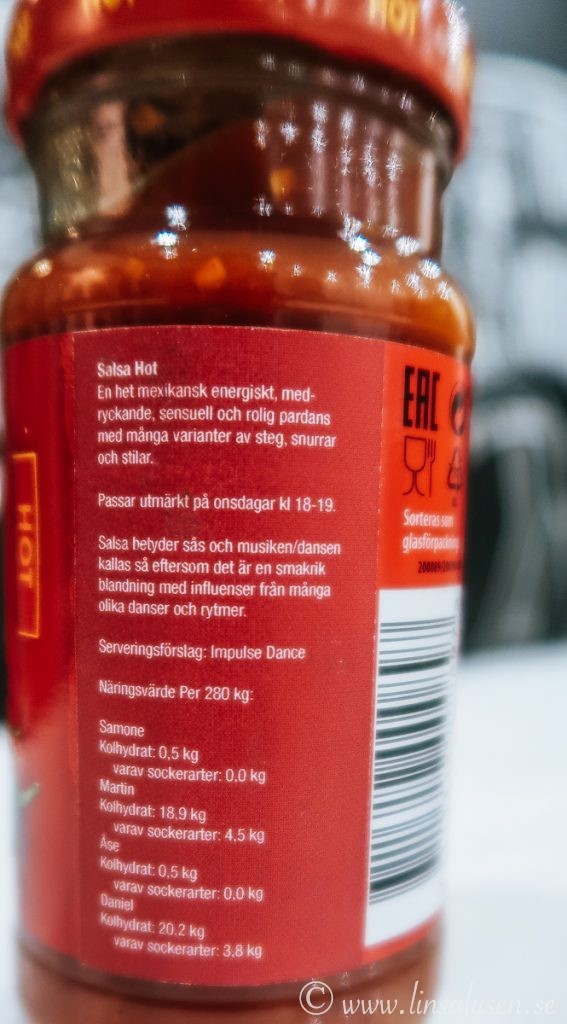 HOT
HOT
Salsa Hot
En het mexikansk energiskt, med-
ryckande, sensuell och rolig pardans
med många varianter av steg, snurrar
och stilar.
Passar utmärkt på onsdagar kl 18-19.
Salsa betyder sås och musiken/dansen
kallas så eftersom det är en smakrik
blandning med influenser från många
olika danser och rytmer.
Serveringsförslag: Impulse Dance
Näringsvärde Per 280 kg:
Samone
Kolhydrat: 0,5 kg
varav sockerarter: 0.0 kg
Martin
Kolhydrat: 18.9 kg
varav sockerarter: 4,5 kg
Åse
Kolhydrat: 0,5 kg
varav sockerarter: 0.0 kg
Daniel
Kolhydrat: 20.2 kg
varav sockerarter: 3,8 kg
HOT
EAC
Sorteras som
glasförpackning
© www.linsalusen.se